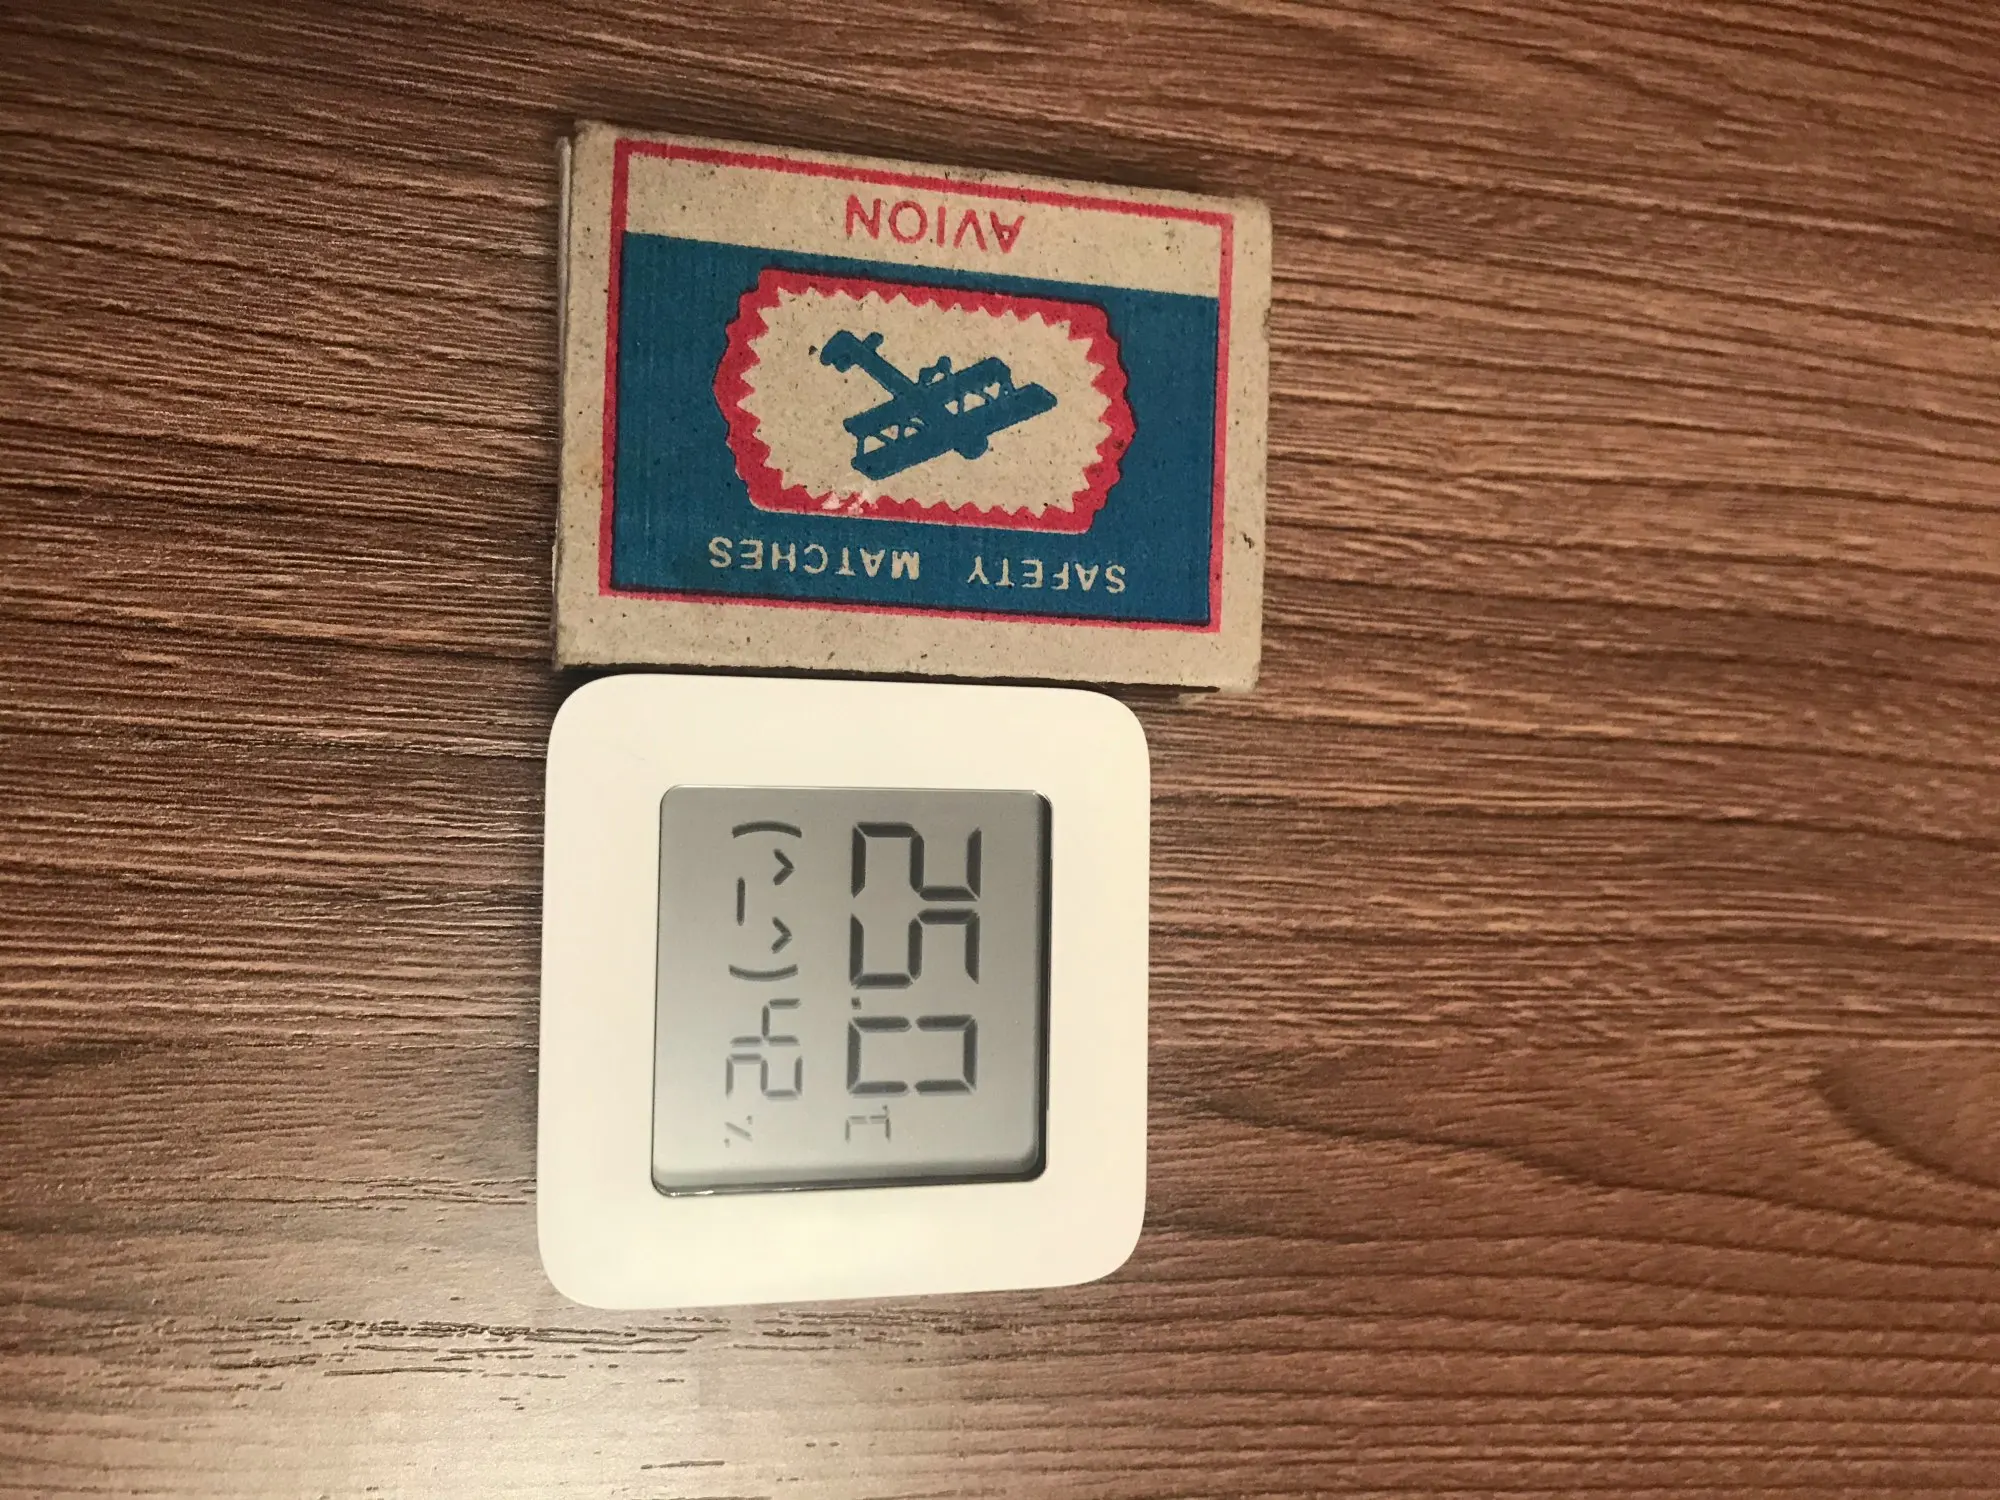 AVION
SAFETY MATCHES
25.0 °C
(^_^) 42 %